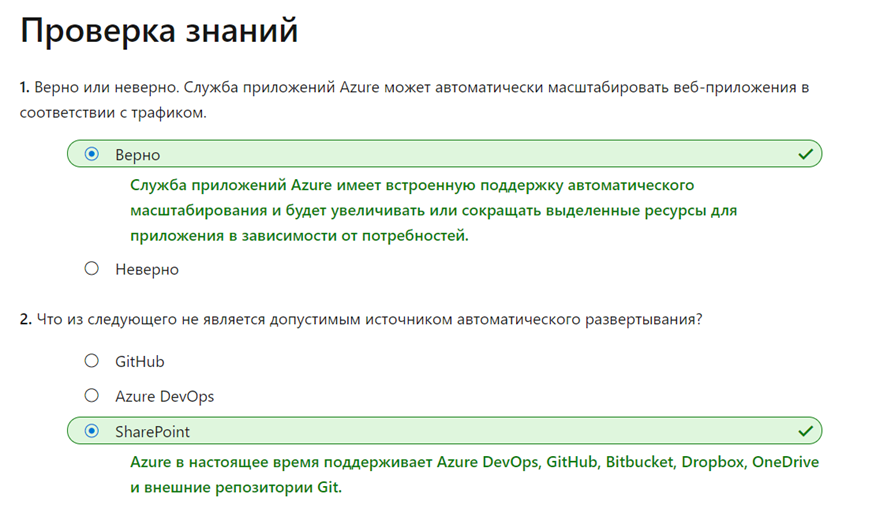 Проверка знаний
1. Верно или неверно. Служба приложений Azure может автоматически масштабировать веб-приложения в
соответствии с трафиком.
Верно
Служба приложений Azure имеет встроенную поддержку автоматического
масштабирования и будет увеличивать или сокращать выделенные ресурсы для
приложения в зависимости от потребностей.
Неверно
2. Что из следующего не является допустимым источником автоматического развертывания?
GitHub
Azure DevOps
SharePoint
Azure в настоящее время поддерживает Azure DevOps, GitHub, Bitbucket, Dropbox, OneDrive
и внешние репозитории Git.